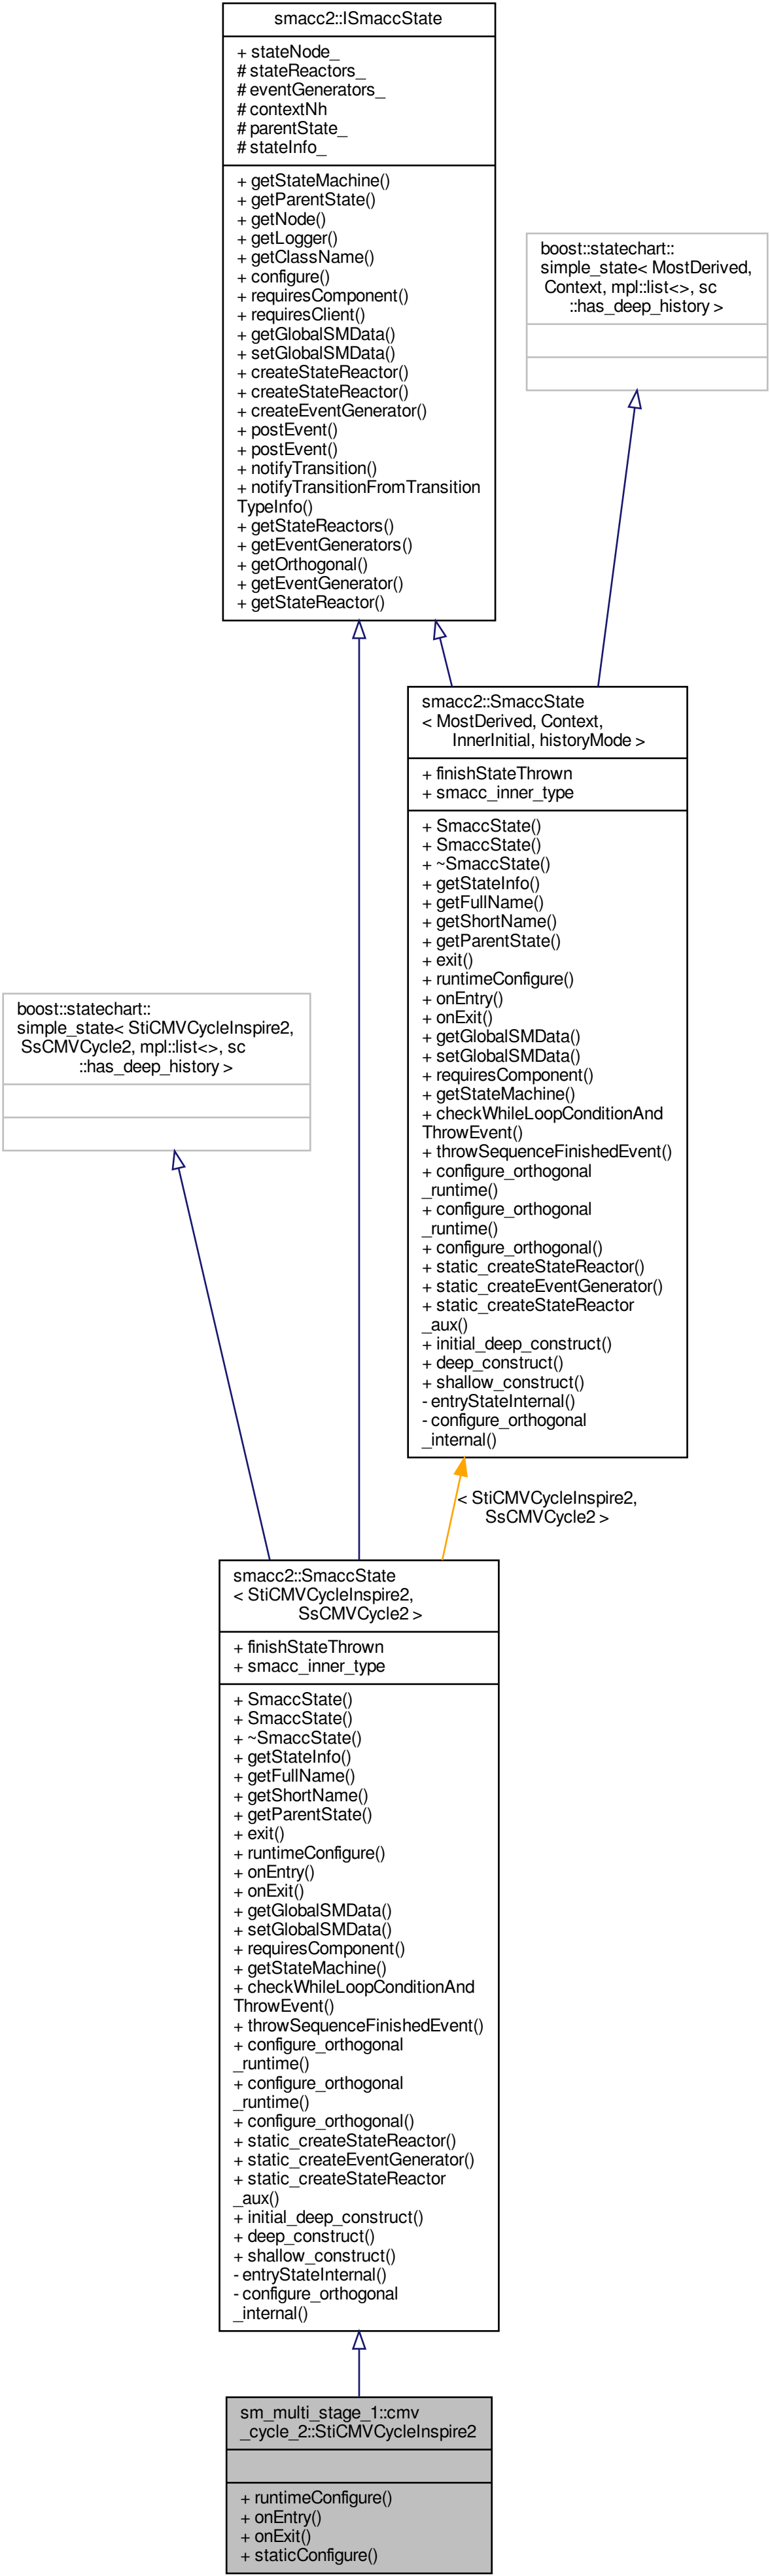 smacc2::ISmaccState
+ stateNode_
# stateReactors_
# eventGenerators_
# contextNh
# parentState_
# stateInfo_
+ getStateMachine()
+ getParentState()
+ getNode()
+ getLogger()
+ getClassName()
+ configure()
+ requiresComponent()
+ requiresClient()
+ getGlobalSMData()
+ setGlobalSMData()
+ createStateReactor()
+ createStateReactor()
+ createEventGenerator()
+ postEvent()
+ postEvent()
+ notifyTransition()
+ notifyTransitionFromTransition
TypeInfo()
+ getStateReactors()
+ getEventGenerators()
+ getOrthogonal()
+ getEventGenerator()
+ getStateReactor()
boost::statechart::
simple_state< MostDerived,
Context, mpl::list<>, sc
::has_deep_history >
smacc2::SmaccState
< MostDerived, Context,
InnerInitial, historyMode >
+ finishStateThrown
+ smacc_inner_type
+ SmaccState()
+ SmaccState()
+ ~SmaccState()
+ getStateInfo()
+ getFullName()
+ getShortName()
+ getParentState()
+ exit()
+ runtimeConfigure()
+ onEntry()
+ onExit()
+ getGlobalSMData()
+ setGlobalSMData()
+ requiresComponent()
+ getStateMachine()
+ checkWhileLoopConditionAnd
ThrowEvent()
+ throwSequenceFinishedEvent()
+ configure_orthogonal
_runtime()
+ configure_orthogonal
_runtime()
+ configure_orthogonal()
+ static_createStateReactor()
+ static_createEventGenerator()
+ static_createStateReactor
_aux()
+ initial_deep_construct()
+ deep_construct()
+ shallow_construct()
- entryStateInternal()
- configure_orthogonal
_internal()
boost::statechart::
simple_state< StiCMVCycleInspire2,
SsCMVCycle2, mpl::list<>, sc
::has_deep_history >
< StiCMVCycleInspire2,
SsCMVCycle2 >
smacc2::SmaccState
< StiCMVCycleInspire2,
SsCMVCycle2 >
+ finishStateThrown
+ smacc_inner_type
+ SmaccState()
+ SmaccState()
+ ~SmaccState()
+ getStateInfo()
+ getFullName()
+ getShortName()
+ getParentState()
+ exit()
+ runtimeConfigure()
+ onEntry()
+ onExit()
+ getGlobalSMData()
+ setGlobalSMData()
+ requiresComponent()
+ getStateMachine()
+ checkWhileLoopConditionAnd
ThrowEvent()
+ throwSequenceFinishedEvent()
+ configure_orthogonal
_runtime()
+ configure_orthogonal
_runtime()
+ configure_orthogonal()
+ static_createStateReactor()
+ static_createEventGenerator()
+ static_createStateReactor
_aux()
+ initial_deep_construct()
+ deep_construct()
+ shallow_construct()
- entryStateInternal()
- configure_orthogonal
_internal()
sm_multi_stage_1::cmv
_cycle_2::StiCMVCycleInspire2
+ runtimeConfigure()
+ onEntry()
+ onExit()
+ staticConfigure()